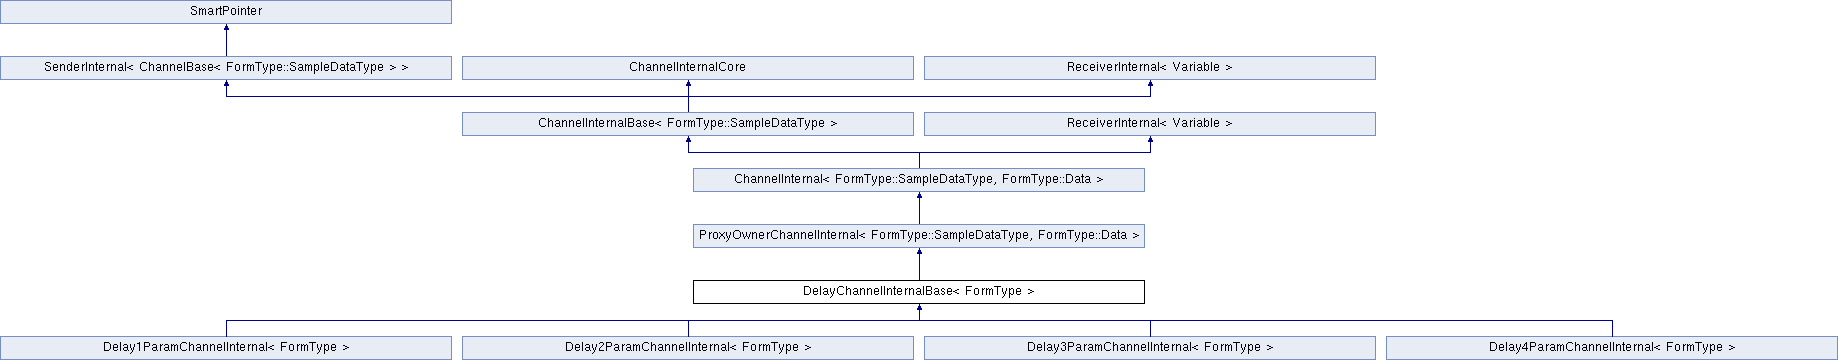 SmartPointer
SenderInternal< ChannelBase< FormType::SampleDataType > >
ChannelInternalCore
ReceiverInternal< Variable >
ChannelInternalBase< FormType::SampleDataType >
ReceiverInternal< Variable >
ChannelInternal< FormType::SampleDataType, FormType::Data >
ProxyOwnerChannelInternal< FormType::SampleDataType, FormType::Data >
DelayChannelInternalBase< FormType >
Delay1ParamChannelInternal< FormType >
Delay2ParamChannelInternal< FormType >
Delay3ParamChannelInternal< FormType >
Delay4ParamChannelInternal< FormType >